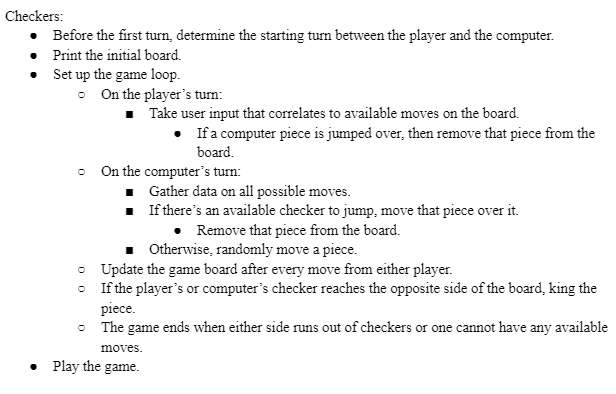 Checkers:
● Before the first turn, determine the starting turn between the player and the computer.
● Print the initial board.
● Set up the game loop.
○ On the player's turn:
■ Take user input that correlates to available moves on the board.
● If a computer piece is jumped over, then remove that piece from the
board.
○ On the computer's turn:
■ Gather data on all possible moves.
■ If there's an available checker to jump, move that piece over it.
● Remove that piece from the board.
■ Otherwise, randomly move a piece.
○ Update the game board after every move from either player.
○ If the player's or computer's checker reaches the opposite side of the board, king the
piece.
○ The game ends when either side runs out of checkers or one cannot have any available
moves.
● Play the game.